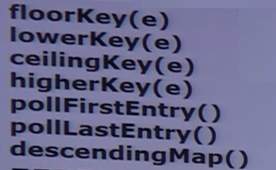 floorKey(e)
lowerKey(e)
ceilingKey(e)
higherKey(e)
pollFirstEntry()
pollLastEntry()
descendingMap()